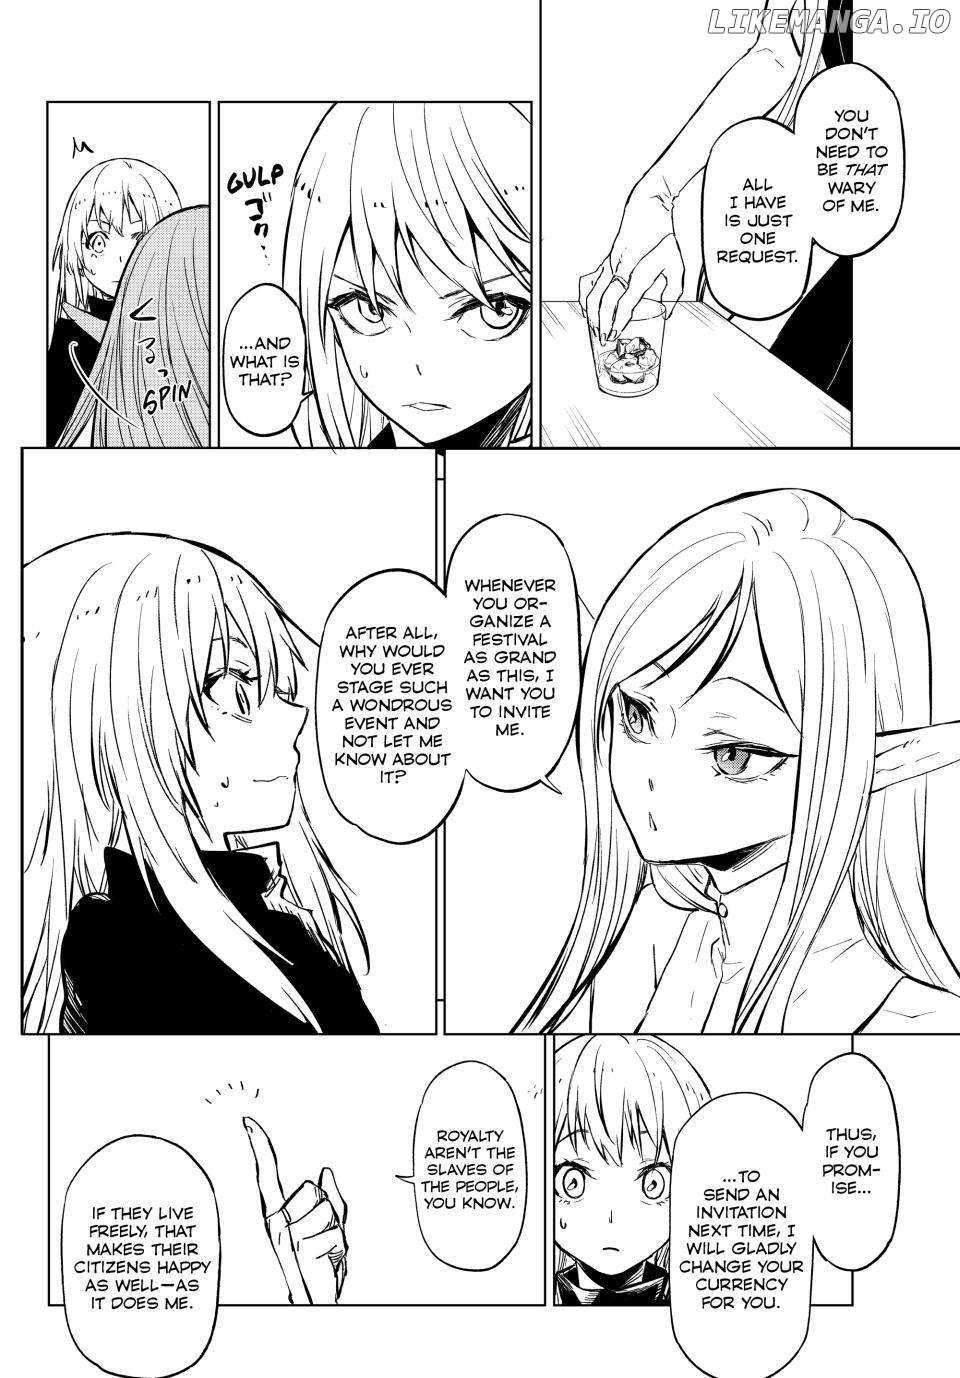 LIKEMANGA.IO
YOU
DON'T
NEED TO
BE THAT
WARY
OF ME.
ALL
I HAVE
IS JUST
ONE
REQUEST.
GULP
ゴク
...AND
WHAT IS
THAT?
くるっ
SPIN
WHENEVER
YOU OR-
GANIZE A
FESTIVAL
AS GRAND
AS THIS, I
WANT YOU
TO INVITE
ME.
AFTER ALL,
WHY WOULD
YOU EVER
STAGE SUCH
A WONDROUS
EVENT AND
NOT LET ME
KNOW ABOUT
IT?
THUS,
IF YOU
PROM-
ISE...
...TO
SEND AN
INVITATION
NEXT TIME, I
WILL GLADLY
CHANGE YOUR
CURRENCY
FOR YOU.
ROYALTY
AREN'T THE
SLAVES OF
THE PEOPLE,
YOU KNOW.
IF THEY LIVE
FREELY, THAT
MAKES THEIR
CITIZENS HAPPY
AS WELL—AS
IT DOES ME.